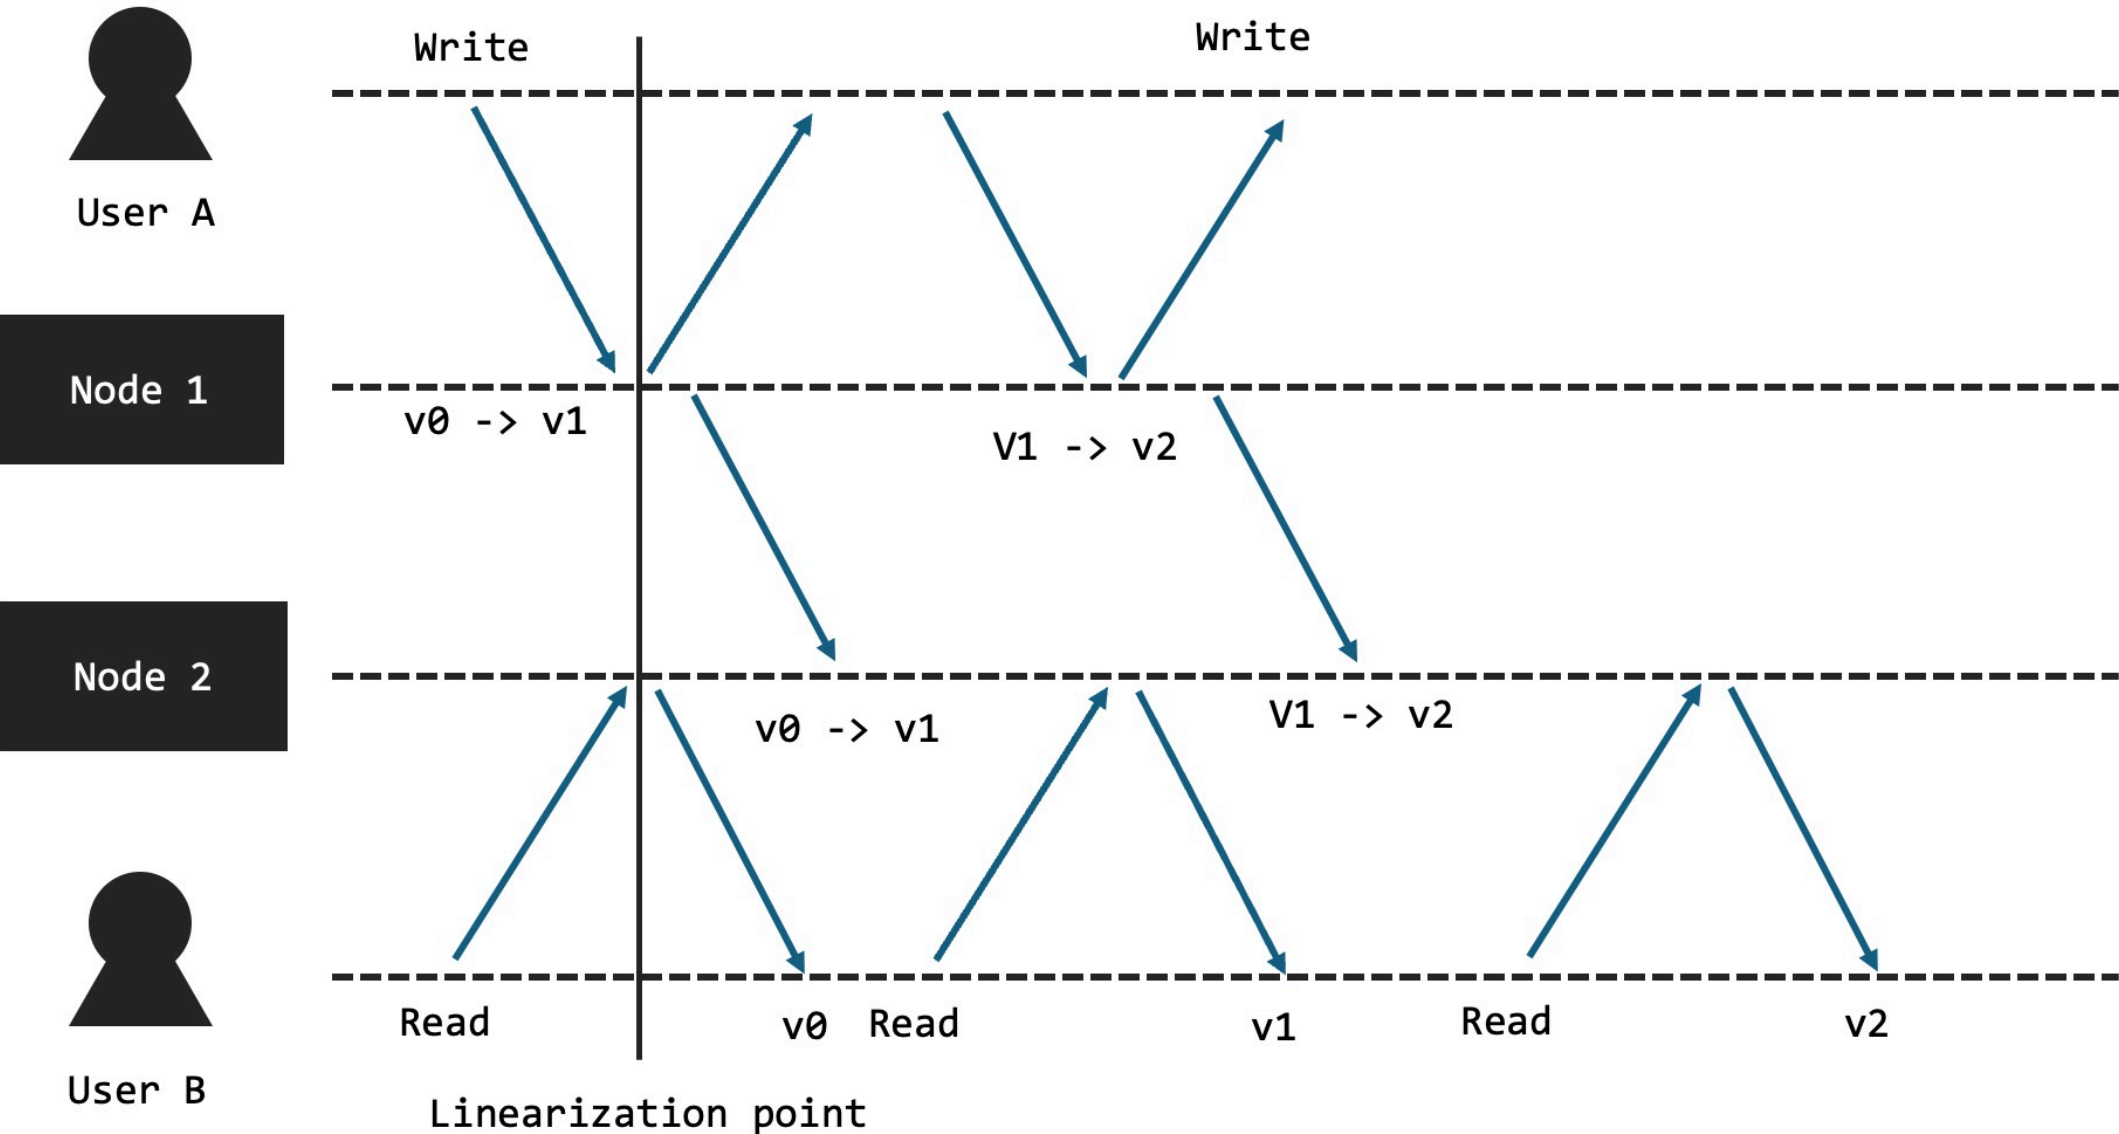 Write
Write
User A
Node 1
v0 -> v1
V1 -> v2
Node 2
v0 -> v1
V1 -> v2
Read
v0
Read
v1
Read
v2
User B
Linearization point